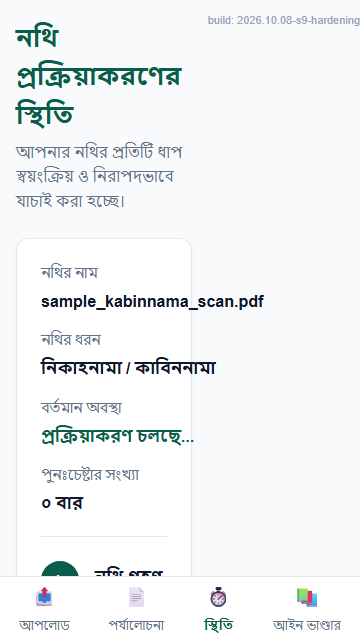 build: 2026.10.08-s9-hardening
নথি
প্রক্রিয়াকরণের
স্থিতি
আপনার নথির প্রতিটি ধাপ
স্বয়ংক্রিয় ও নিরাপদভাবে
যাচাই করা হচ্ছে।
নথির নাম
sample_kabinnama_scan.pdf
নথির ধরন
নিকাহনামা / কাবিননামা
বর্তমান অবস্থা
প্রক্রিয়াকরণ চলছে...
পুনঃচেষ্টার সংখ্যা
০ বার
নথি গ্রহণ
আপলোড
পর্যালোচনা
স্থিতি
আইন ভাণ্ডার